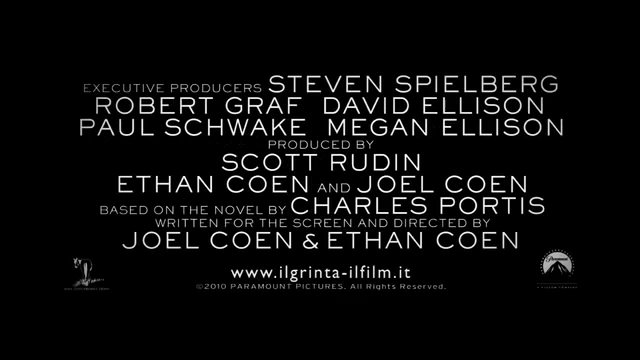 EXECUTIVE PRODUCERS STEVEN SPIELBERG
ROBERT GRAF DAVID ELLISON
PAUL SCHWAKE MEGAN ELLISON
PRODUCED BY
SCOTT RUDIN
ETHAN COEN AND JOEL COEN
BASED ON THE NOVEL BY CHARLES PORTIS
WRITTEN FOR THE SCREEN AND DIRECTED BY
JOEL COEN & ETHAN COEN
www.ilgrinta-ilfilm.it
©2010 PARAMOUNT PICTURES. All Rights Reserved.
Paramount